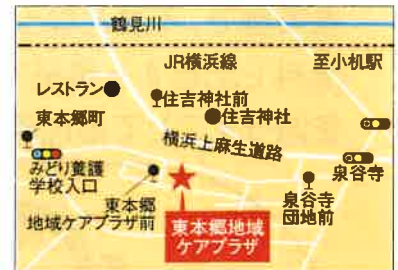 鶴見川
JR横浜線
至小机駅
レストラン
住吉神社前
東本郷町
住吉神社
横浜上麻生道路
みどり養護
学校入口
泉谷寺
東本郷
地域ケアプラザ前
泉谷寺
団地前
東本郷地域
ケアプラザ